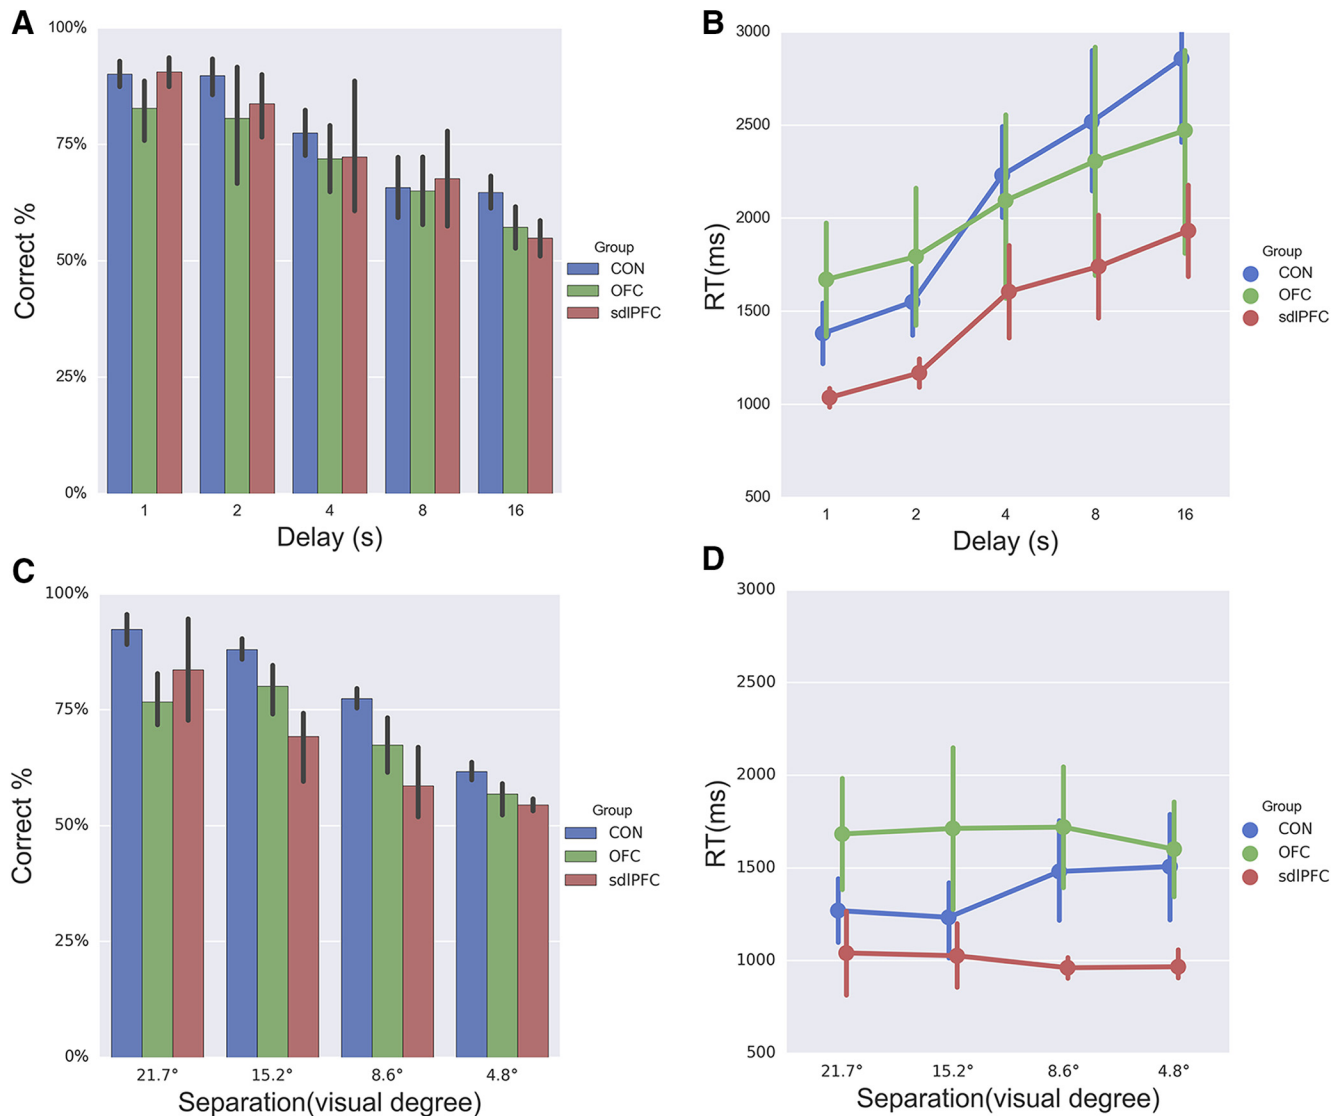 A
100%
75%
50%
25%
0%
Correct %
1 2 4 8 16
Delay (s)
Group
CON
OFC
sdlPFC
B
3000
2500
2000
1500
1000
500
RT(ms)
1 2 4 8 16
Delay (s)
Group
CON
OFC
sdlPFC
C
100%
75%
50%
25%
0%
Correct %
21.7° 15.2° 8.6° 4.8°
Separation(visual degree)
Group
CON
OFC
sdlPFC
D
3000
2500
2000
1500
1000
500
RT(ms)
21.7° 15.2° 8.6° 4.8°
Separation(visual degree)
Group
CON
OFC
sdlPFC